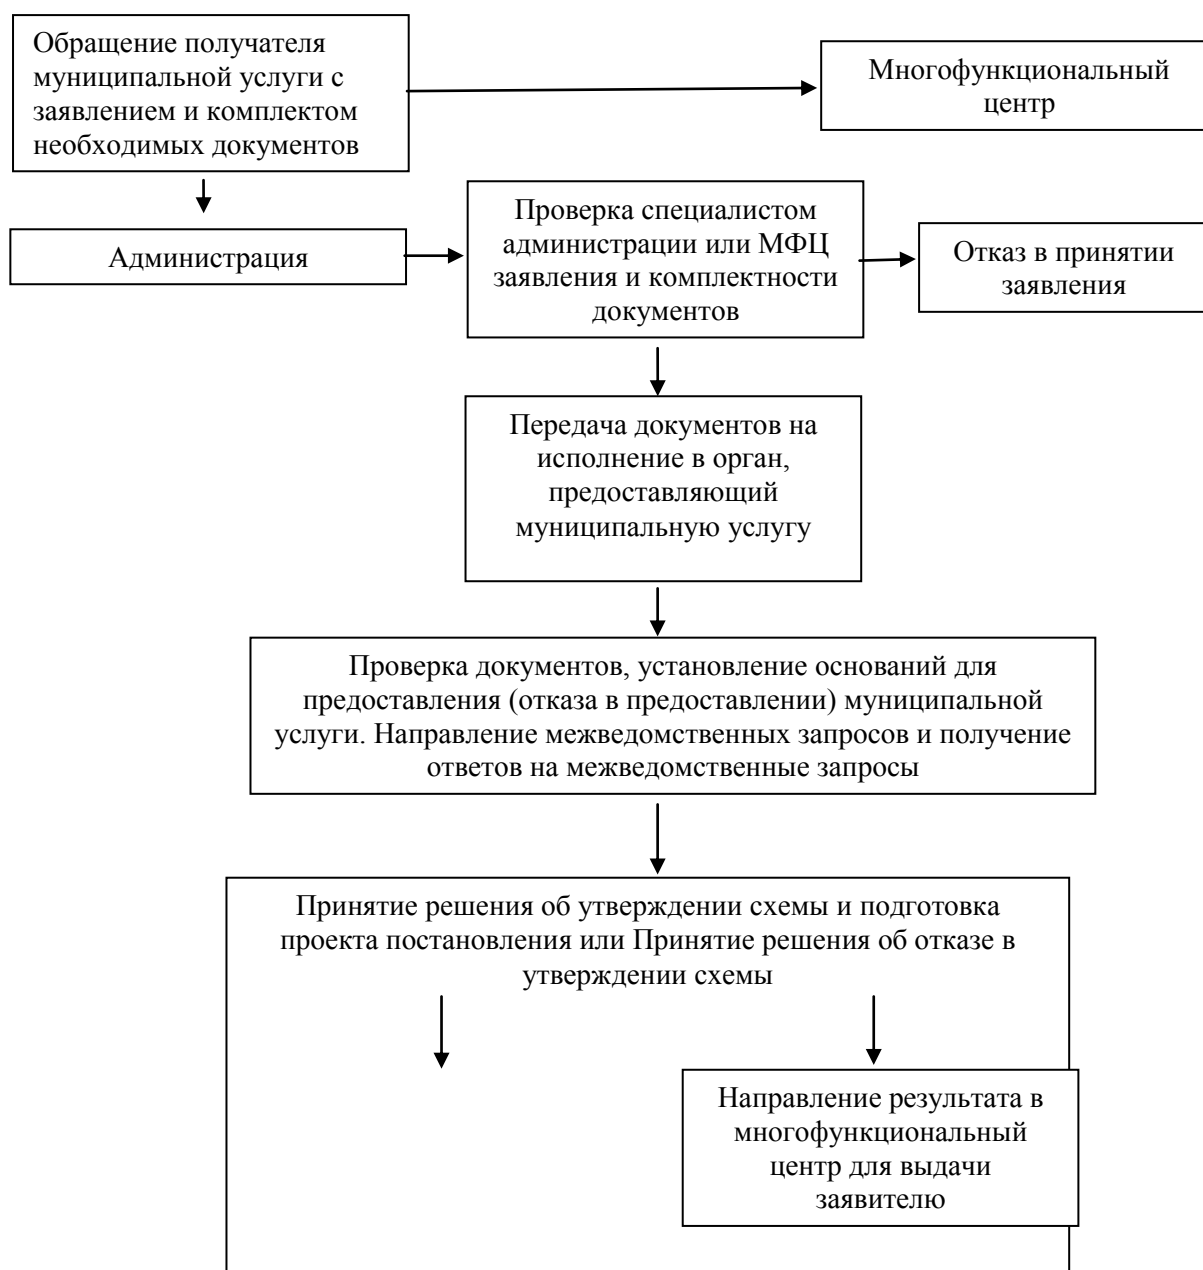 Обращение получателя
муниципальной услуги с
заявлением и комплектом
необходимых документов
Многофункциональный
центр
Администрация
Проверка специалистом
администрации или МФЦ
заявления и комплектности
документов
Отказ в принятии
заявления
Передача документов на
исполнение в орган,
предоставляющий
муниципальную услугу
Проверка документов, установление оснований для
предоставления (отказа в предоставлении) муниципальной
услуги. Направление межведомственных запросов и получение
ответов на межведомственные запросы
Принятие решения об утверждении схемы и подготовка
проекта постановления или Принятие решения об отказе в
утверждении схемы
Направление результата в
многофункциональный
центр для выдачи
заявителю